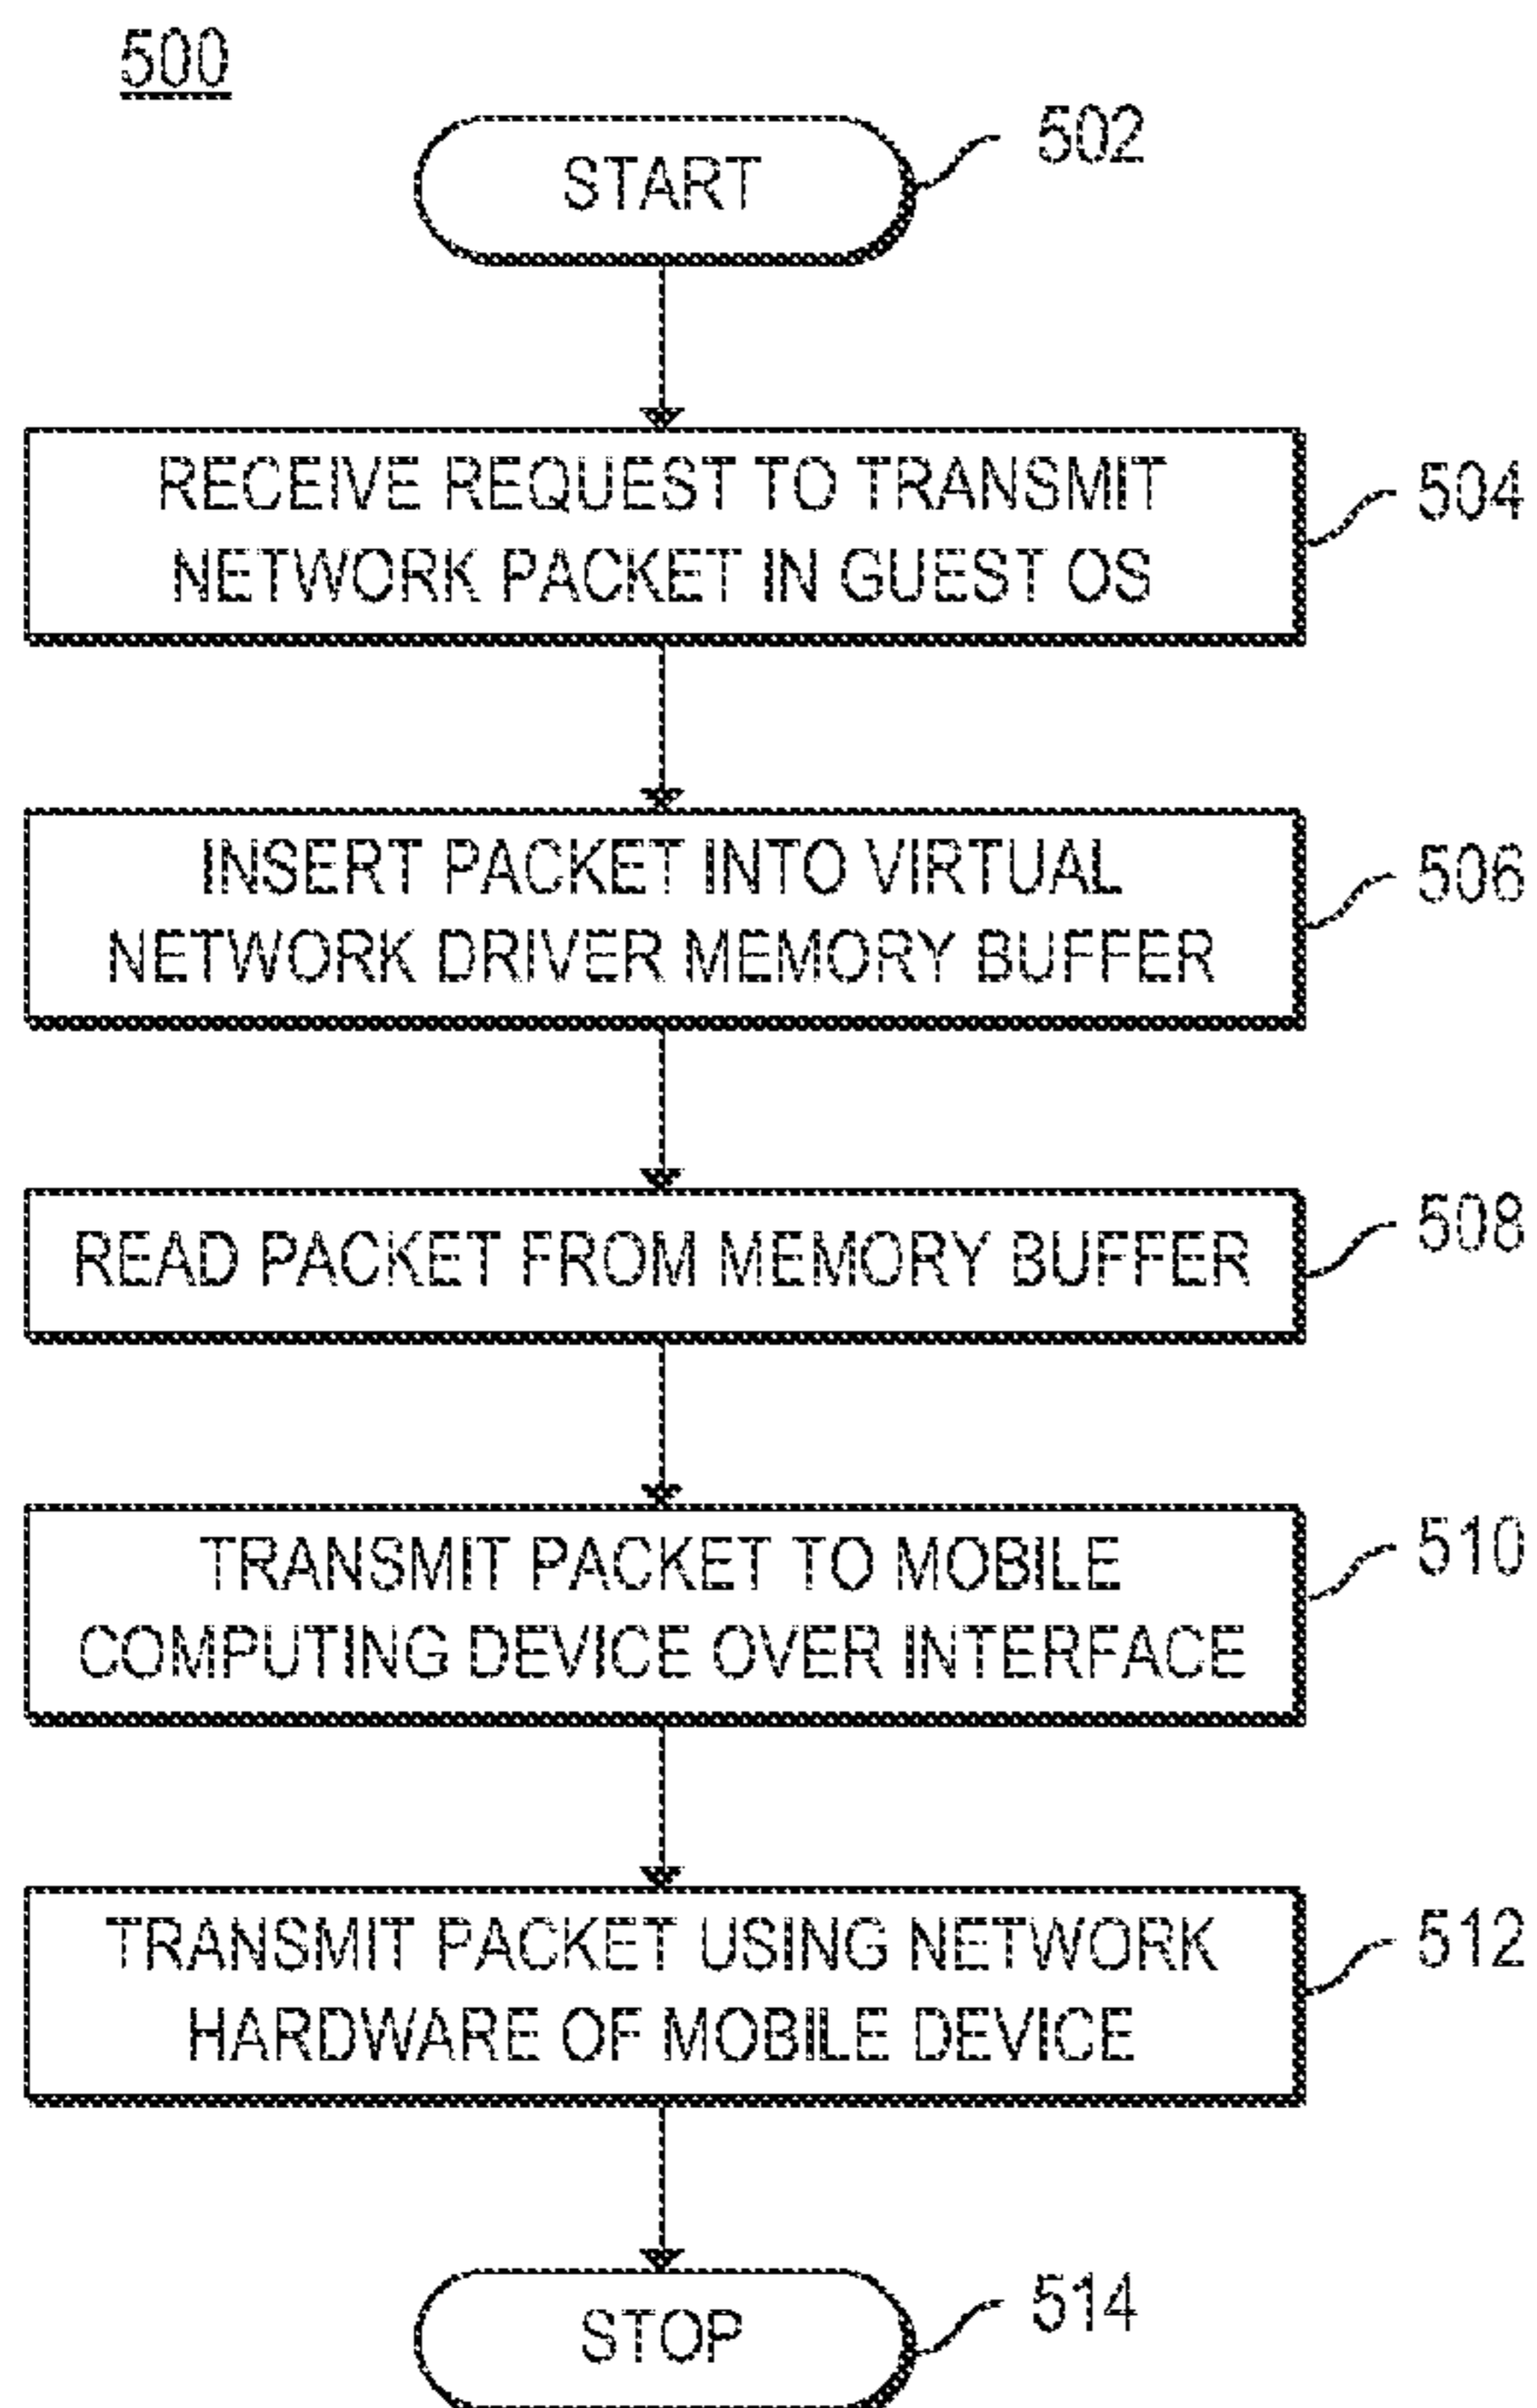 500
START
502
RECEIVE REQUEST TO TRANSMIT
NETWORK PACKET IN GUEST OS
504
INSERT PACKET INTO VIRTUAL
NETWORK DRIVER MEMORY BUFFER
506
READ PACKET FROM MEMORY BUFFER
508
TRANSMIT PACKET TO MOBILE
COMPUTING DEVICE OVER INTERFACE
510
TRANSMIT PACKET USING NETWORK
HARDWARE OF MOBILE DEVICE
512
STOP
514